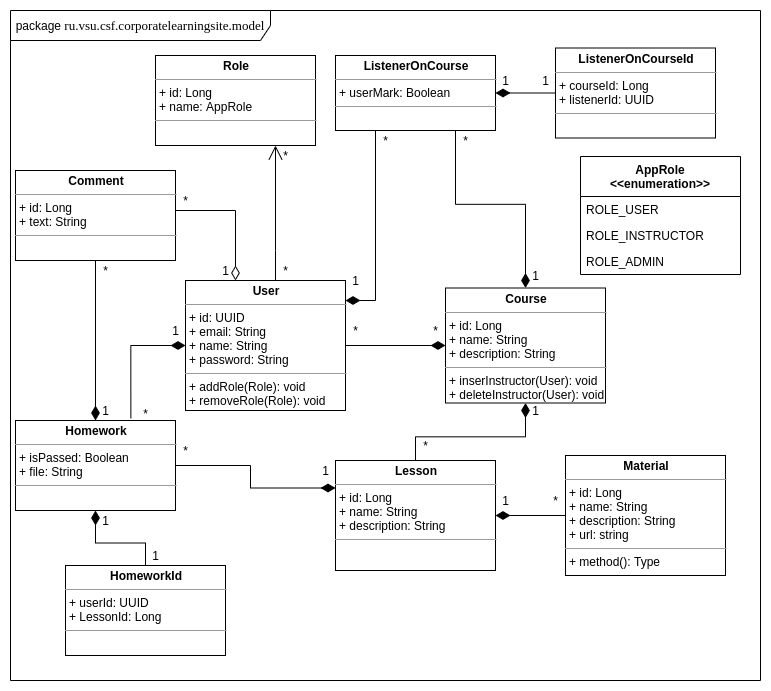 package ru.vsu.csf.corporatelearningsite.model
Role
+ id: Long
+ name: AppRole
ListenerOnCourse
+ userMark: Boolean
1
1
ListenerOnCourseId
+ courseId: Long
+ listenerId: UUID
*
*
*
AppRole
<<enumeration>>
ROLE_USER
ROLE_INSTRUCTOR
ROLE_ADMIN
Comment
+ id: Long
+ text: String
*
*
1
*
1
1
User
+ id: UUID
+ email: String
+ name: String
+ password: String
+ addRole(Role): void
+ removeRole(Role): void
1
*
*
*
Course
+ id: Long
+ name: String
+ description: String
+ inserInstructor(User): void
+ deleteInstructor(User): void
1
1
*
Homework
+ isPassed: Boolean
+ file: String
*
1
*
Lesson
+ id: Long
+ name: String
+ description: String
1
*
Material
+ id: Long
+ name: String
+ description: String
+ url: string
+ method(): Type
1
1
HomeworkId
+ userId: UUID
+ LessonId: Long